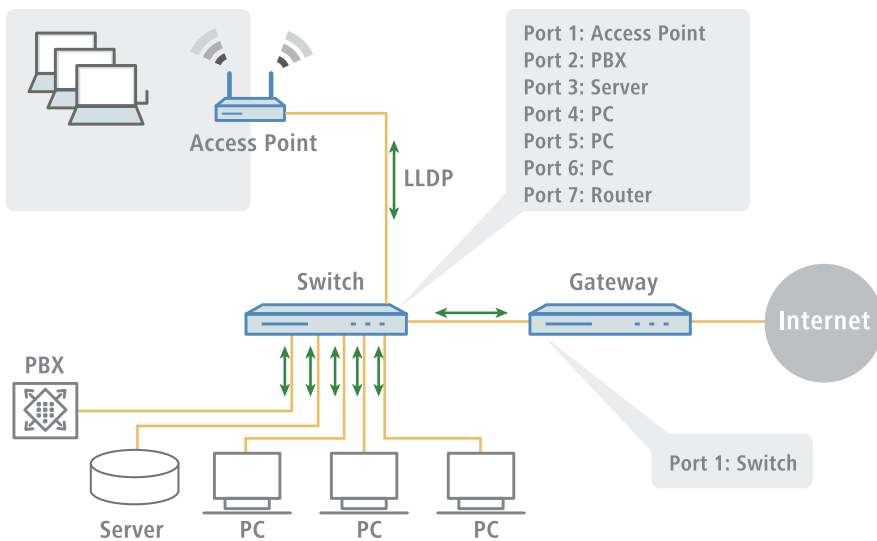 Port 1: Access Point
Port 2: PBX
Port 3: Server
Port 4: PC
Port 5: PC
Port 6: PC
Port 7: Router
Access Point
LLDP
Switch
Gateway
Internet
PBX
Port 1: Switch
Server
PC
PC
PC